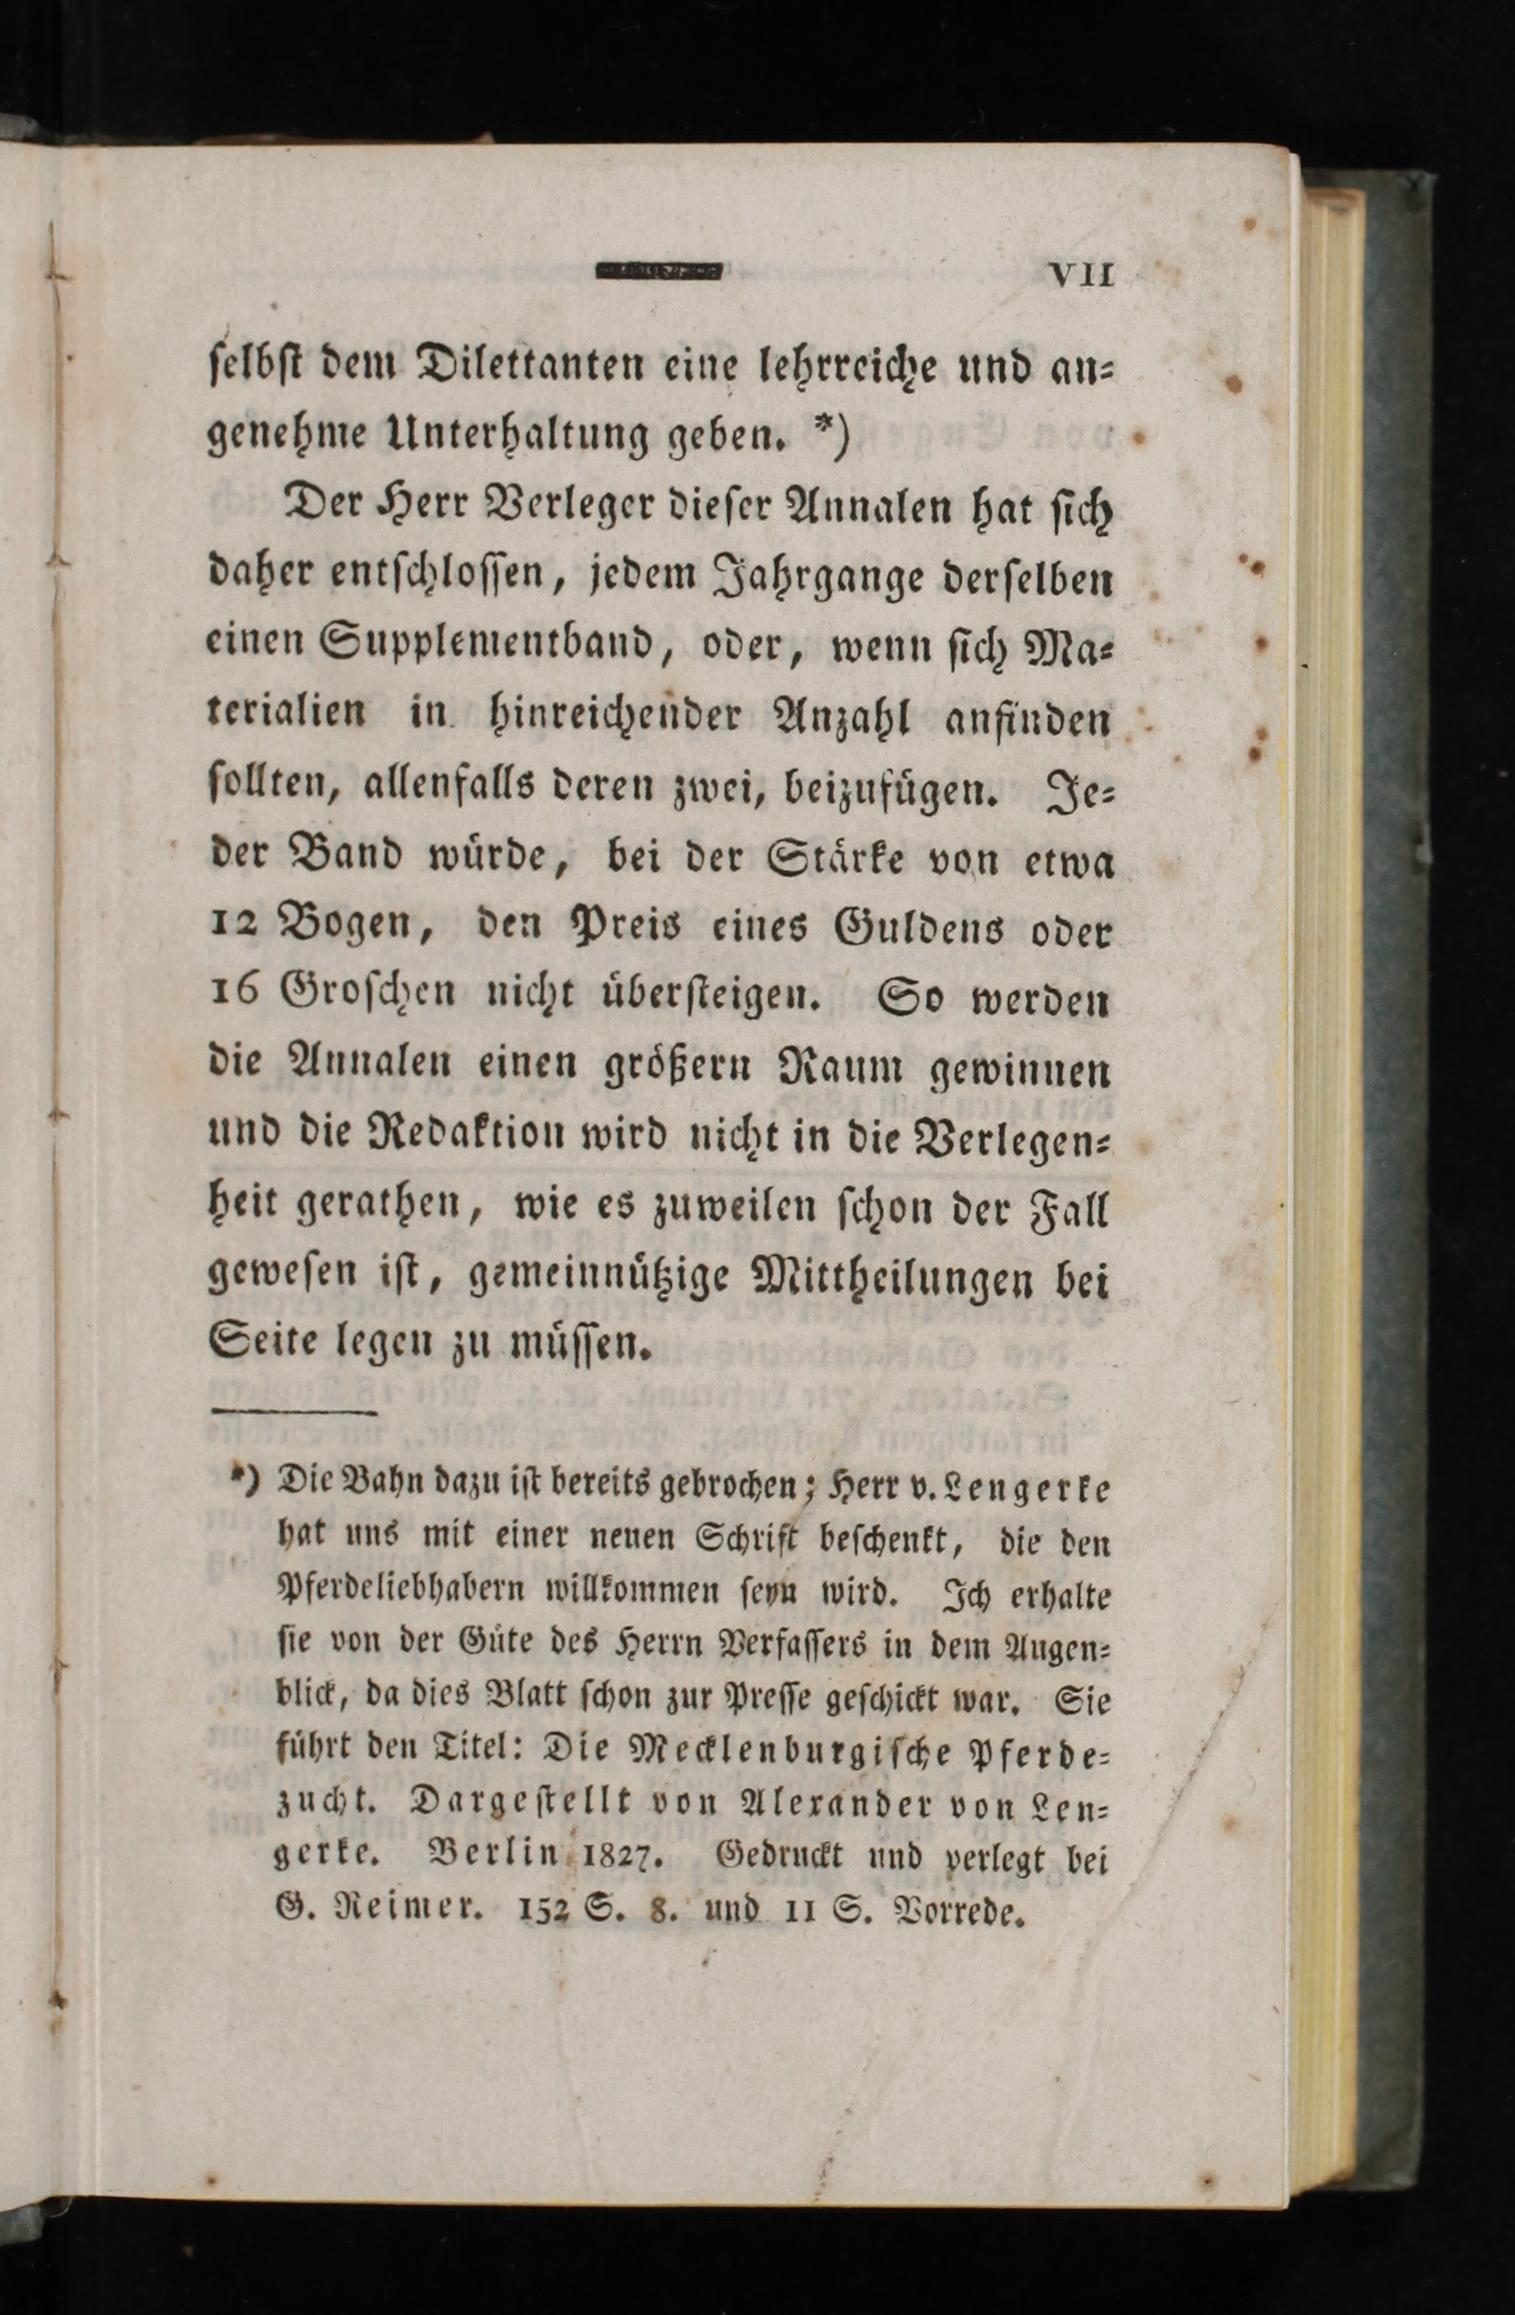 VII
selbst dem Dilettanten eine lehrreiche und an=
genehme Unterhaltung geben. *)
Der Herr Verleger dieser Annalen hat sich
daher entschlossen, jedem Jahrgange derselben
einen Supplementband, oder, wenn sich Ma=
terialien in hinreichender Anzahl anfinden
sollten, allenfalls deren zwei, beizufügen. Je=
der Band würde, bei der Stärke von etwa
12 Bogen, den Preis eines Guldens oder
16 Groschen nicht übersteigen. So werden
die Annalen einen größern Raum gewinnen
und die Redaktion wird nicht in die Verlegen=
heit gerathen, wie es zuweilen schon der Fall
gewesen ist, gemeinnützige Mittheilungen bei
Seite legen zu müssen.
*) Die Bahn dazu ist bereits gebrochen; Herr v. Lengerke
hat uns mit einer neuen Schrift beschenkt, die den
Pferdeliebhabern willkommen seyn wird. Ich erhalte
sie von der Güte des Herrn Verfassers in dem Augen=
blick, da dies Blatt schon zur Presse geschickt war. Sie
führt den Titel: Die Mecklenburgische Pferde=
zucht. Dargestellt von Alexander von Len=
gerke. Berlin 1827. Gedruckt und verlegt bei
G. Reimer. 152 S. 8. und 11 S. Vorrede.